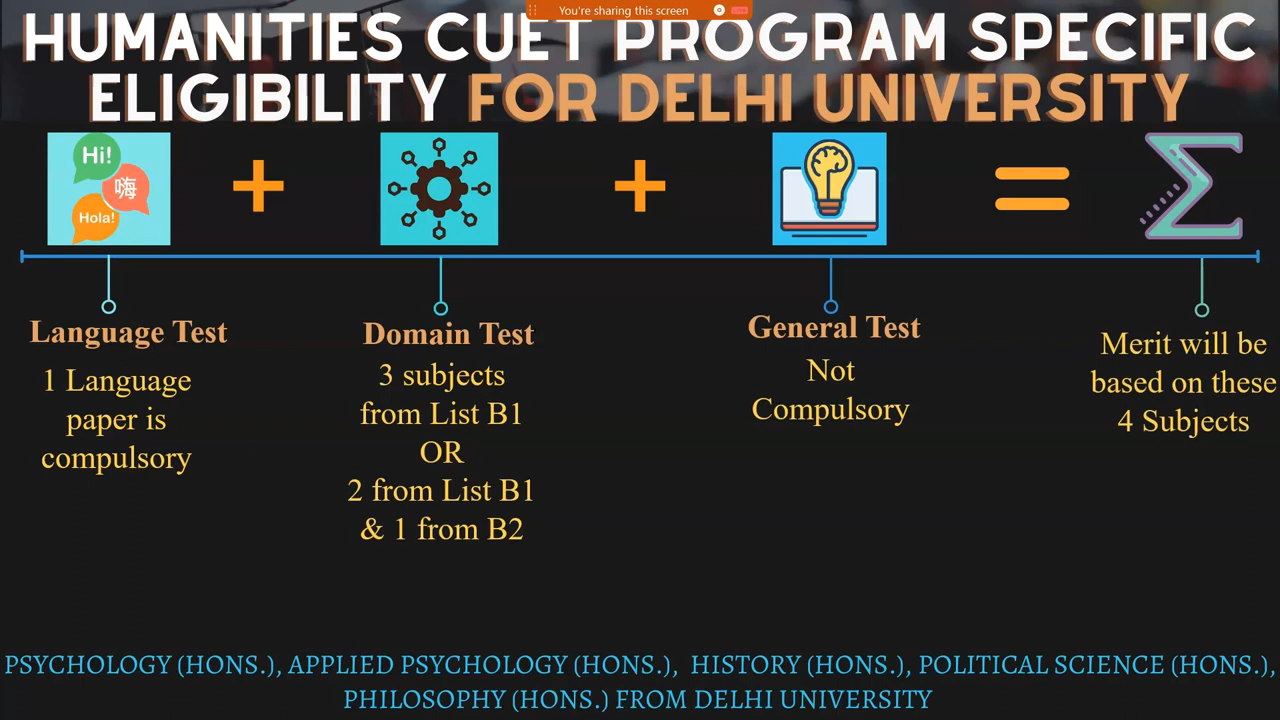 You're sharing this screen
HUMANITIES CUET PROGRAM SPECIFIC
ELIGIBILITY FOR DELHI UNIVERSITY
Hi!
嗨
Hola!
Language Test
1 Language
paper is
compulsory
Domain Test
3 subjects
from List B1
OR
2 from List B1
& 1 from B2
General Test
Not
Compulsory
Merit will be
based on these
4 Subjects
PSYCHOLOGY (HONS.), APPLIED PSYCHOLOGY (HONS.), HISTORY (HONS.), POLITICAL SCIENCE (HONS.),
PHILOSOPHY (HONS.) FROM DELHI UNIVERSITY